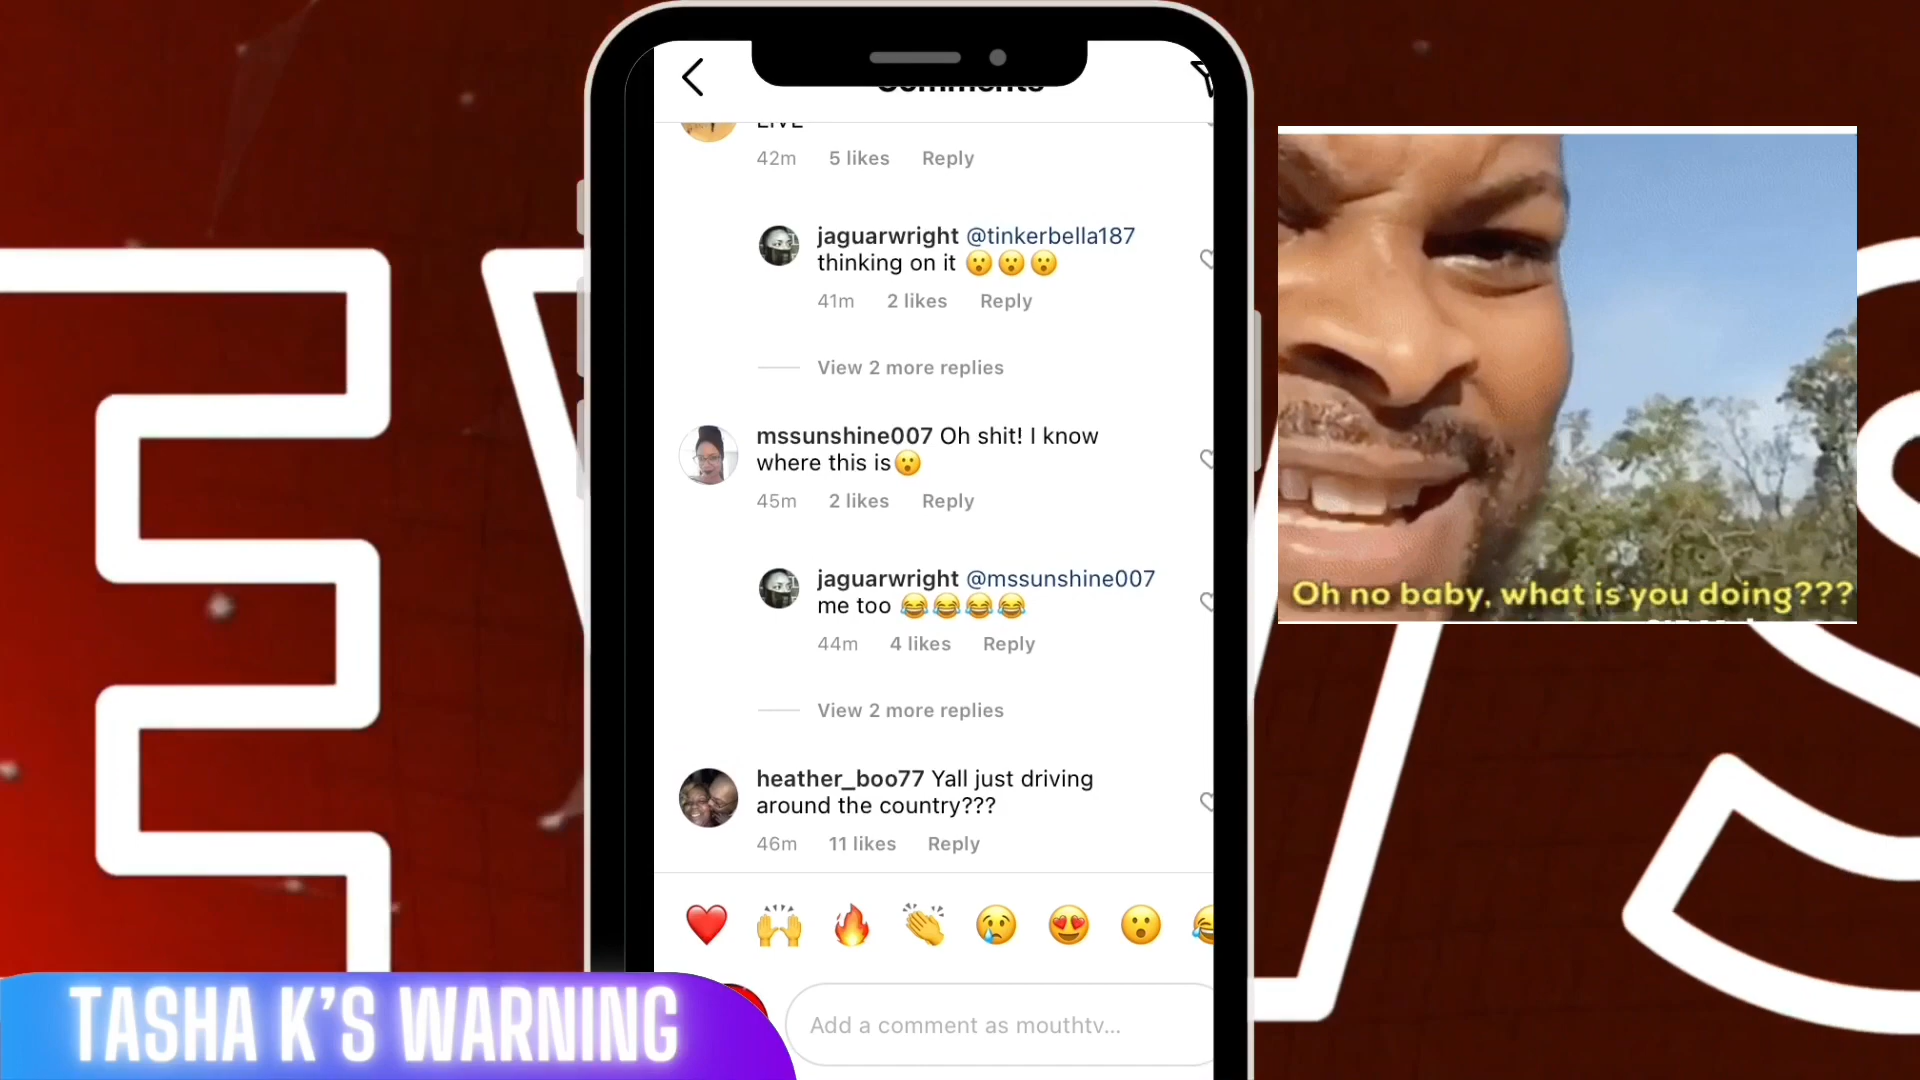 Comments
LIVE
42m 5 likes Reply
jaguarwright @tinkerbella187
thinking on it 😮😮😮
41m 2 likes Reply
View 2 more replies
mssunshine007 Oh shit! I know
where this is😮
45m 2 likes Reply
jaguarwright @mssunshine007
me too 😂😂😂😂
44m 4 likes Reply
View 2 more replies
heather_boo77 Yall just driving
around the country???
46m 11 likes Reply
Add a comment as mouthtv...
Oh no baby, what is you doing???
TASHA K'S WARNING